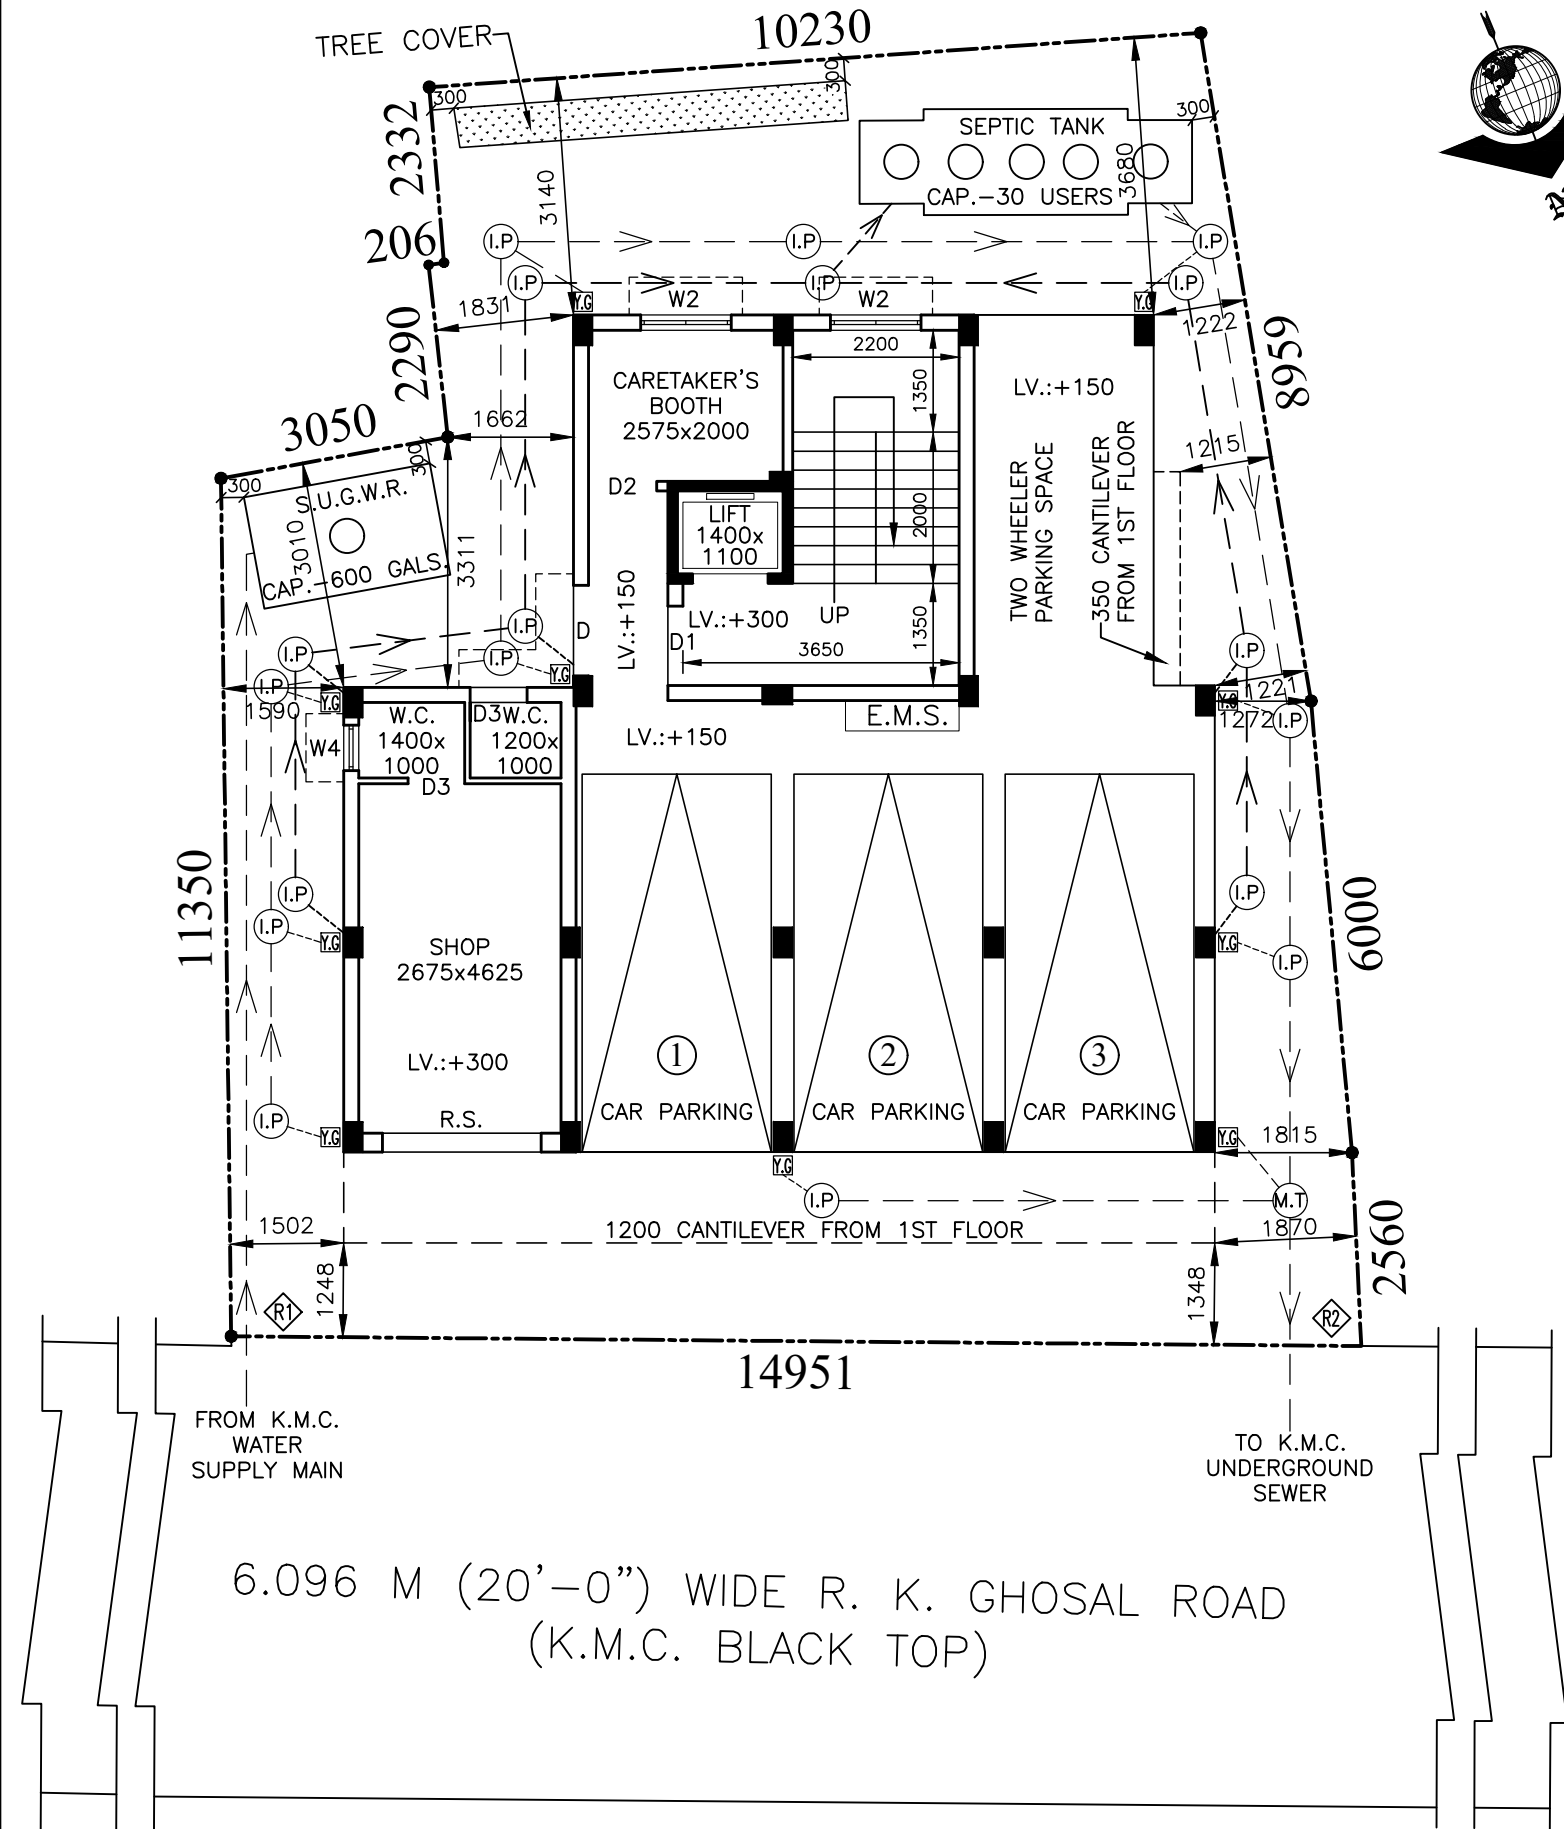 10230
TREE COVER
300
300
300
2332
SEPTIC TANK
CAP.-30 USERS
3140
3680
206
I.P
I.P
I.P
I.P
I.P
I.P
Y.G
W2
W2
Y.G
1831
1222
2290
8959
2200
CARETAKER'S
BOOTH
2575x2000
1350
LV.:+150
3050
1662
300
1215
300
S.U.G.W.R.
CAP.-600 GALS.
3010
3311
D2
LIFT
1400x
1100
2000
TWO WHEELER
PARKING SPACE
350 CANTILEVER
FROM 1ST FLOOR
LV.:+150
D
D1
LV.:+300
UP
1350
3650
I.P
I.P
I.P
I.P
I.P
Y.G
Y.G
Y.G
1590
1221
1272
I.P
W4
W.C.
1400x
1000
D3
W.C.
1200x
1000
D3
E.M.S.
LV.:+150
11350
I.P
I.P
Y.G
I.P
Y.G
I.P
6000
SHOP
2675x4625
LV.:+300
R.S.
1
CAR PARKING
2
CAR PARKING
3
CAR PARKING
I.P
Y.G
Y.G
Y.G
1815
I.P
M.T
1502
1200 CANTILEVER FROM 1ST FLOOR
1870
2560
1248
1348
R1
R2
14951
FROM K.M.C.
WATER
SUPPLY MAIN
TO K.M.C.
UNDERGROUND
SEWER
6.096 M (20'-0") WIDE R. K. GHOSAL ROAD
(K.M.C. BLACK TOP)